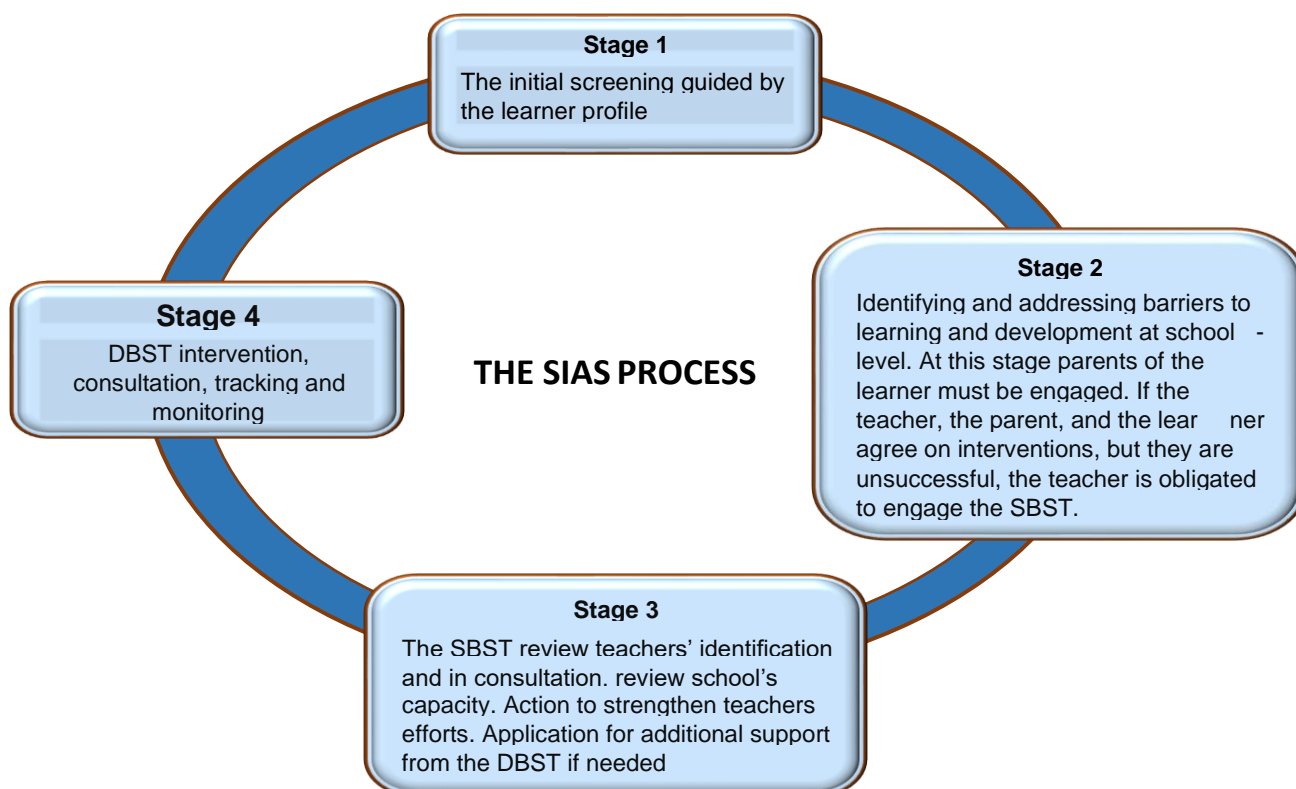 Stage 1
The initial screening guided by
the learner profile
Stage 2
Identifying and addressing barriers to
learning and development at school -
level. At this stage parents of the
learner must be engaged. If the
teacher, the parent, and the lear ner
agree on interventions, but they are
unsuccessful, the teacher is obligated
to engage the SBST.
THE SIAS PROCESS
Stage 4
DBST intervention,
consultation, tracking and
monitoring
Stage 3
The SBST review teachers’ identification
and in consultation. review school’s
capacity. Action to strengthen teachers
efforts. Application for additional support
from the DBST if needed